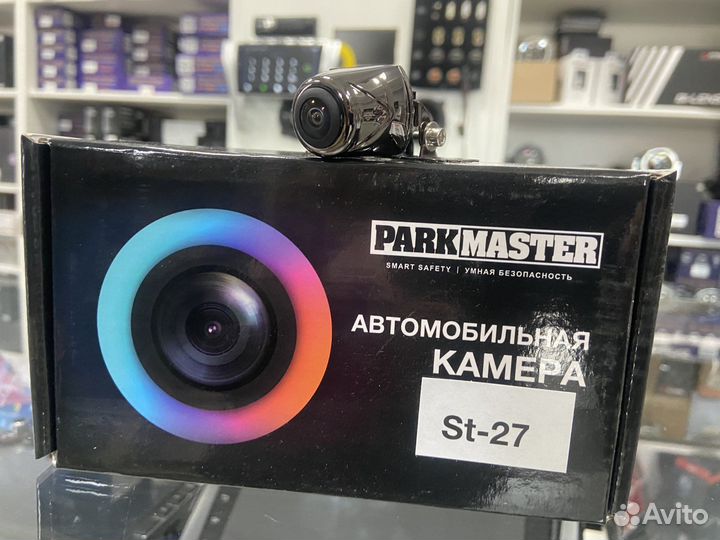 PARKMASTER
SMART SAFETY | УМНАЯ БЕЗОПАСНОСТЬ
АВТОМОБИЛЬНАЯ
КАМЕРА
St-27
Avito